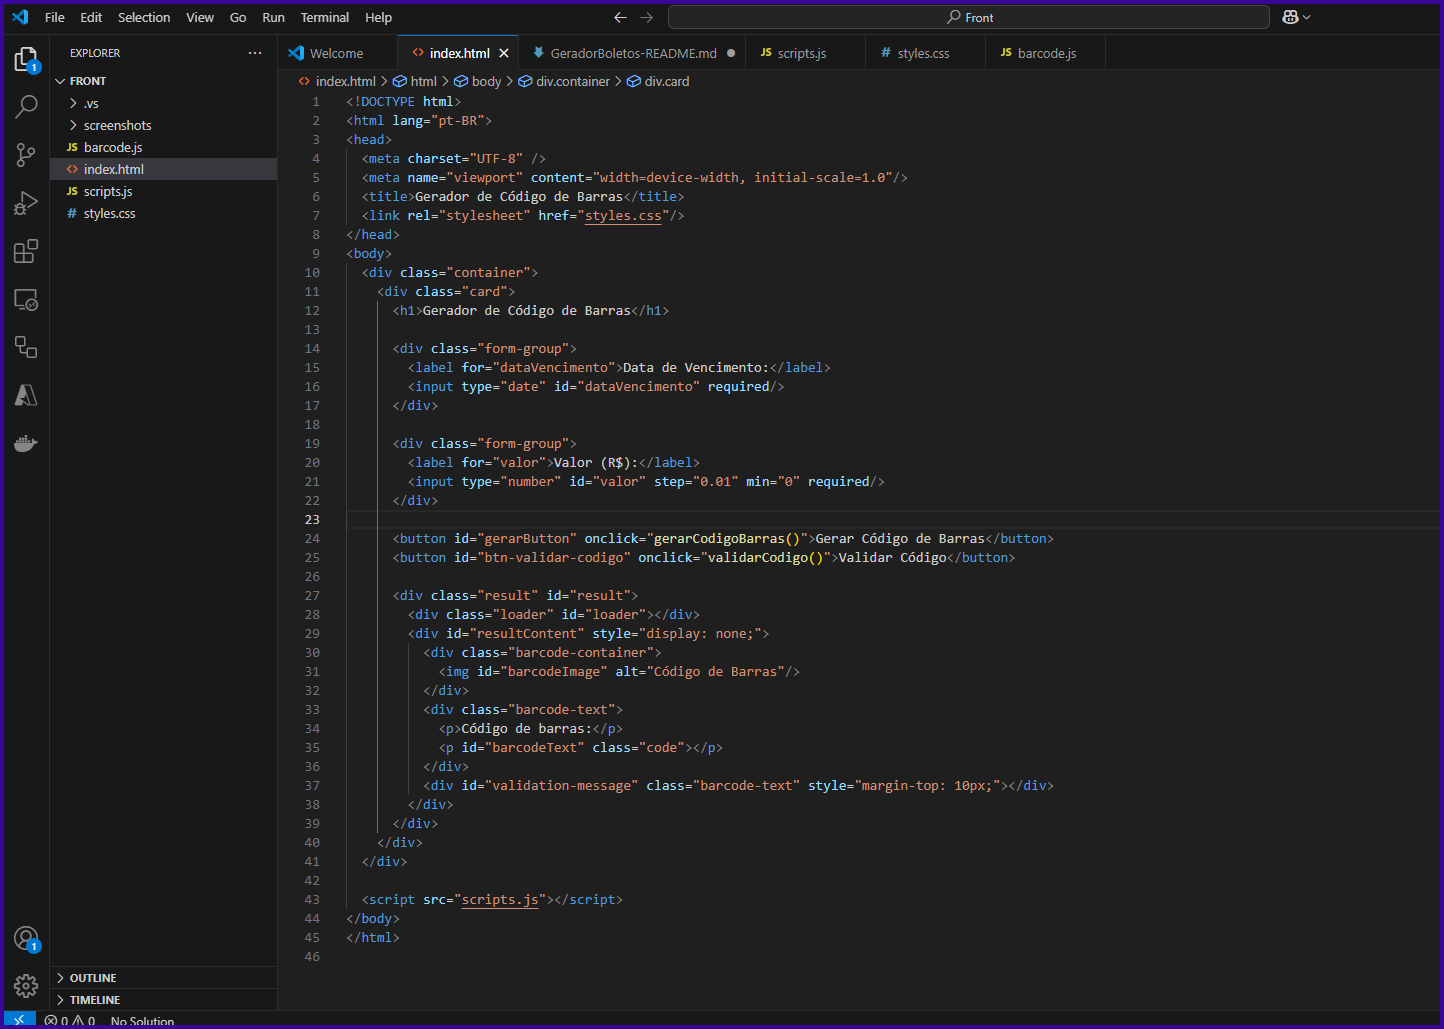 File Edit Selection View Go Run Terminal Help
Front
EXPLORER
FRONT
.vs
screenshots
JS barcode.js
<> index.html
JS scripts.js
# styles.css
OUTLINE
TIMELINE
1
1
Welcome
<> index.html
GeradorBoletos-README.md
JS scripts.js
# styles.css
JS barcode.js
<> index.html > html > body > div.container > div.card
1 <!DOCTYPE html>
2 <html lang="pt-BR">
3 <head>
4 <meta charset="UTF-8" />
5 <meta name="viewport" content="width=device-width, initial-scale=1.0"/>
6 <title>Gerador de Código de Barras</title>
7 <link rel="stylesheet" href="styles.css"/>
8 </head>
9 <body>
10 <div class="container">
11 <div class="card">
12 <h1>Gerador de Código de Barras</h1>
13
14 <div class="form-group">
15 <label for="dataVencimento">Data de Vencimento:</label>
16 <input type="date" id="dataVencimento" required/>
17 </div>
18
19 <div class="form-group">
20 <label for="valor">Valor (R$):</label>
21 <input type="number" id="valor" step="0.01" min="0" required/>
22 </div>
23
24 <button id="gerarButton" onclick="gerarCodigoBarras()">Gerar Código de Barras</button>
25 <button id="btn-validar-codigo" onclick="validarCodigo()">Validar Código</button>
26
27 <div class="result" id="result">
28 <div class="loader" id="loader"></div>
29 <div id="resultContent" style="display: none;">
30 <div class="barcode-container">
31 <img id="barcodeImage" alt="Código de Barras"/>
32 </div>
33 <div class="barcode-text">
34 <p>Código de barras:</p>
35 <p id="barcodeText" class="code"></p>
36 </div>
37 <div id="validation-message" class="barcode-text" style="margin-top: 10px;"></div>
38 </div>
39 </div>
40 </div>
41 </div>
42
43 <script src="scripts.js"></script>
44 </body>
45 </html>
46
0 0 No Solution